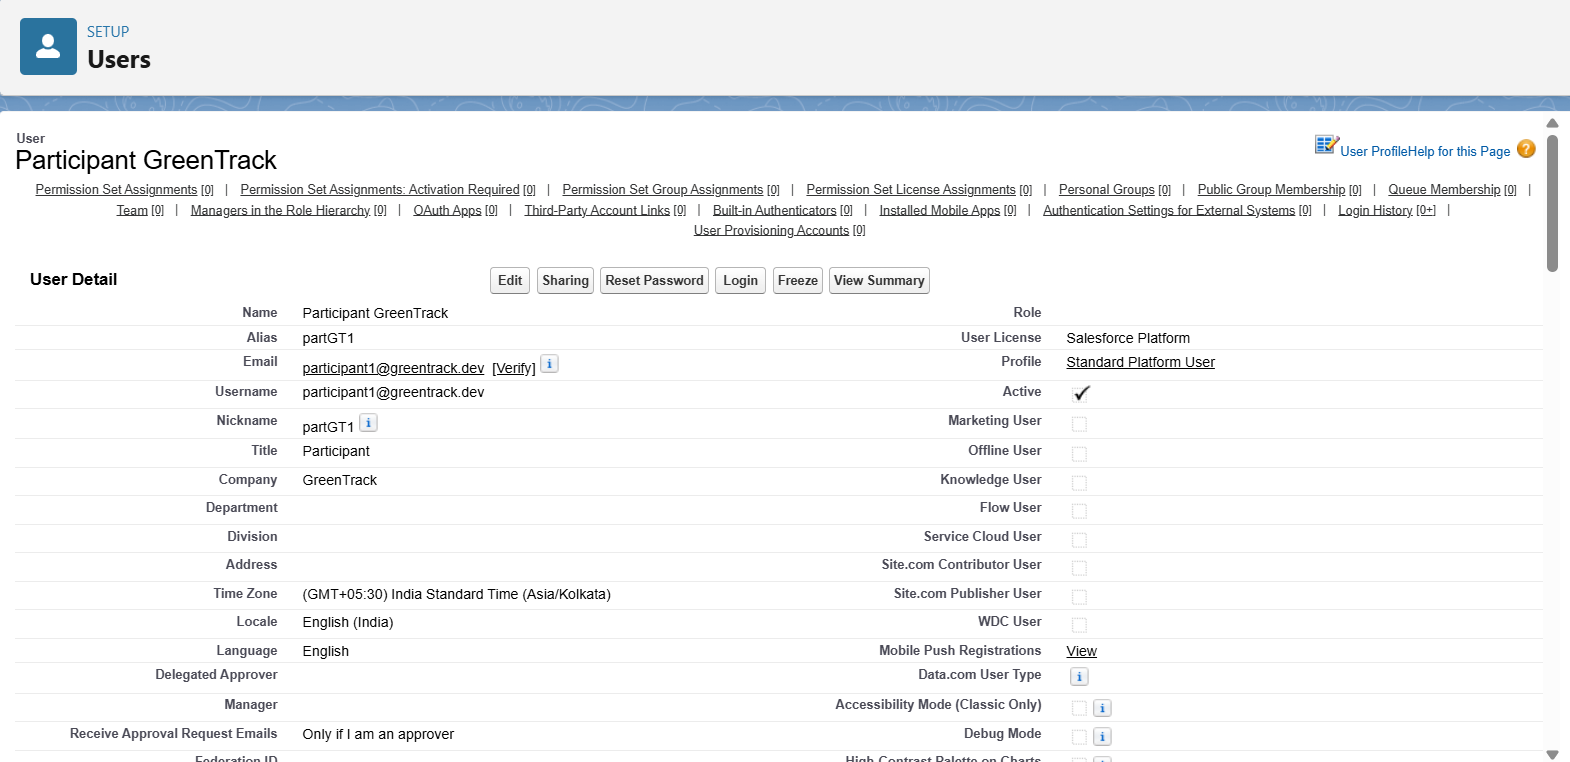 SETUP
Users
User
Participant GreenTrack
User Profile Help for this Page ?
Permission Set Assignments [0] | Permission Set Assignments: Activation Required [0] | Permission Set Group Assignments [0] | Permission Set License Assignments [0] | Personal Groups [0] | Public Group Membership [0] | Queue Membership [0] |
Team [0] | Managers in the Role Hierarchy [0] | OAuth Apps [0] | Third-Party Account Links [0] | Built-in Authenticators [0] | Installed Mobile Apps [0] | Authentication Settings for External Systems [0] | Login History [0+] |
User Provisioning Accounts [0]
User Detail Edit Sharing Reset Password Login Freeze View Summary
Name Participant GreenTrack Role
Alias partGT1 User License Salesforce Platform
Email participant1@greentrack.dev [Verify] i Profile Standard Platform User
Username participant1@greentrack.dev Active
Nickname partGT1 i Marketing User
Title Participant Offline User
Company GreenTrack Knowledge User
Department Flow User
Division Service Cloud User
Address Site.com Contributor User
Time Zone (GMT+05:30) India Standard Time (Asia/Kolkata) Site.com Publisher User
Locale English (India) WDC User
Language English Mobile Push Registrations View
Delegated Approver Data.com User Type i
Manager Accessibility Mode (Classic Only) i
Receive Approval Request Emails Only if I am an approver Debug Mode i
Federation ID High Contrast Palette on Charts